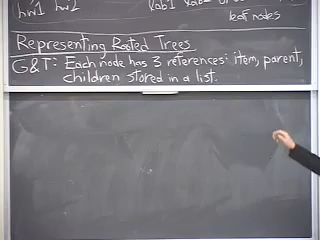 hw1 hw2 lab1
leaf nodes
Representing Rooted Trees
G&T: Each node has 3 references: item, parent,
children stored in a list.